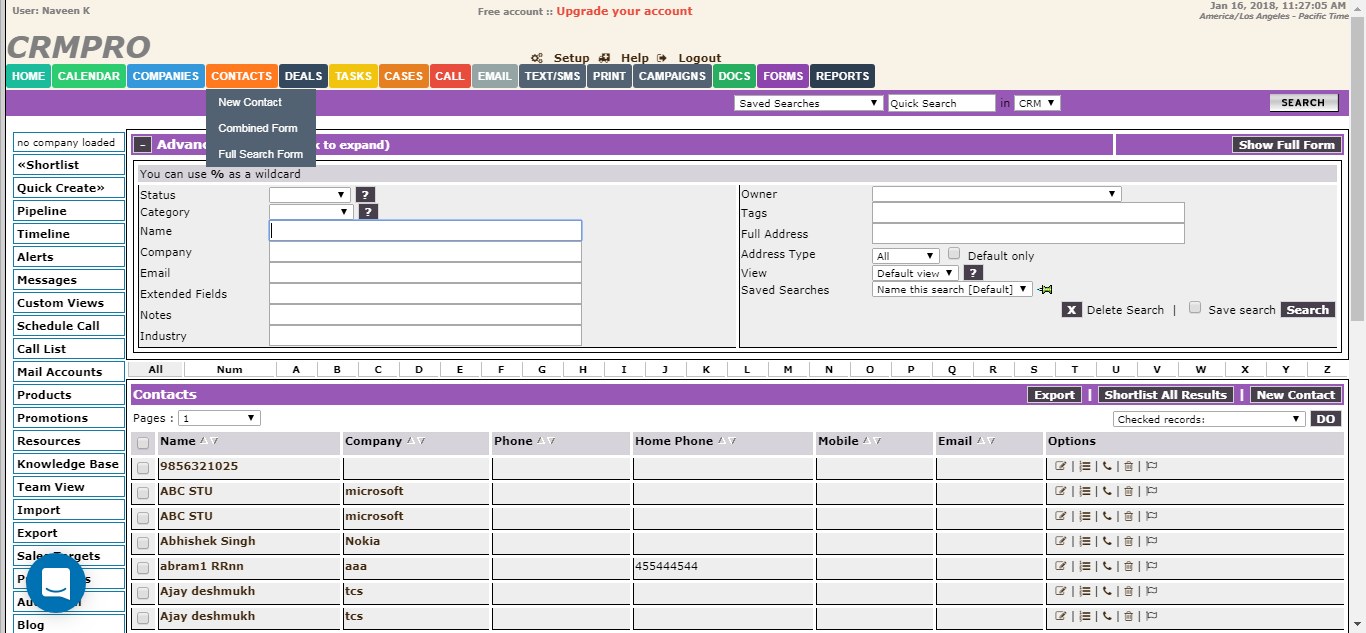 User: Naveen K
Free account :: Upgrade your account
Jan 16, 2018, 11:27:05 AM
America/Los Angeles - Pacific Time
CRMPRO
Setup Help Logout
HOME CALENDAR COMPANIES CONTACTS DEALS TASKS CASES CALL EMAIL TEXT/SMS PRINT CAMPAIGNS DOCS FORMS REPORTS
New Contact
Combined Form
Full Search Form
Saved Searches Quick Search in CRM SEARCH
no company loaded
«Shortlist
Quick Create»
Pipeline
Timeline
Alerts
Messages
Custom Views
Schedule Call
Call List
Mail Accounts
Products
Promotions
Resources
Knowledge Base
Team View
Import
Export
Blog
- to expand) Show Full Form
You can use % as a wildcard
Status ?
Category ?
Name
Company
Email
Extended Fields
Notes
Industry
Owner
Tags
Full Address
Address Type All Default only
View Default view ?
Saved Searches Name this search [Default]
X Delete Search | Save search Search
All Num A B C D E F G H I J K L M N O P Q R S T U V W X Y Z
Contacts Export | Shortlist All Results | New Contact
Pages : 1 Checked records: DO
Name Company Phone Home Phone Mobile Email Options
9856321025
ABC STU microsoft
ABC STU microsoft
Abhishek Singh Nokia
abram1 RRnn aaa 455444544
Ajay deshmukh tcs
Ajay deshmukh tcs